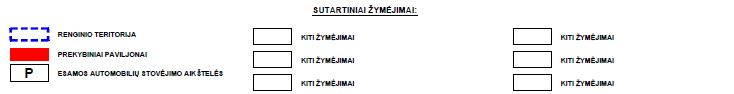 SUTARTINIAI ŽYMĖJIMAI:
RENGINIO TERITORIJA
PREKYBINIAI PAVILJONAI
P ESAMOS AUTOMOBILIŲ STOVĖJIMO AIKŠTELĖS
KITI ŽYMĖJIMAI
KITI ŽYMĖJIMAI
KITI ŽYMĖJIMAI
KITI ŽYMĖJIMAI
KITI ŽYMĖJIMAI
KITI ŽYMĖJIMAI